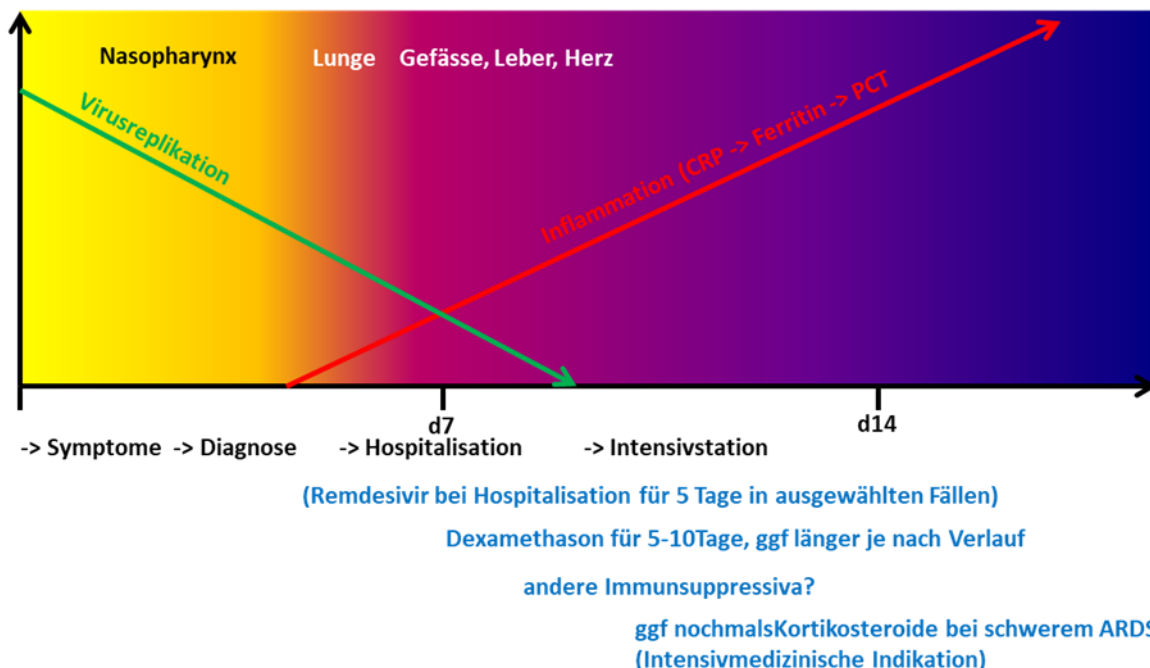 Nasopharynx
Lunge
Gefässe, Leber, Herz
Virusreplikation
Inflammation (CRP -> Ferritin -> PCT
d7
d14
-> Symptome -> Diagnose -> Hospitalisation -> Intensivstation
(Remdesivir bei Hospitalisation für 5 Tage in ausgewählten Fällen)
Dexamethason für 5-10Tage, ggf länger je nach Verlauf
andere Immunsuppressiva?
ggf nochmalsKortikosteroide bei schwerem ARDS
(Intensivmedizinische Indikation)